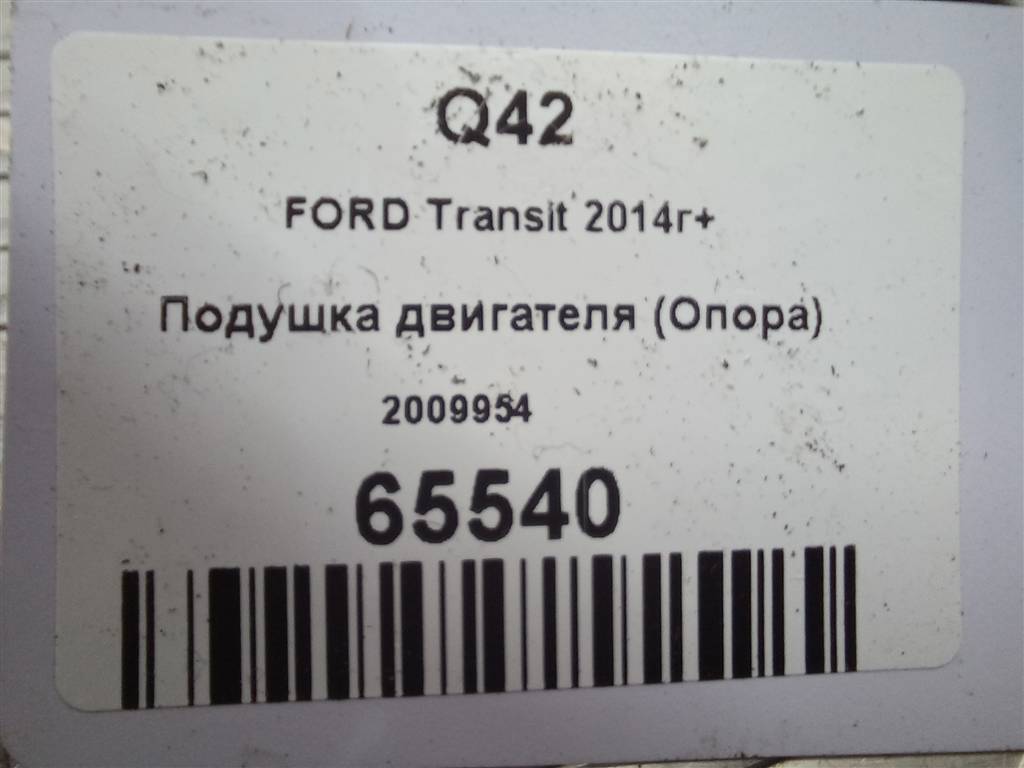 Q42
FORD Transit 2014г+
Подушка двигателя (Опора)
2009954
65540